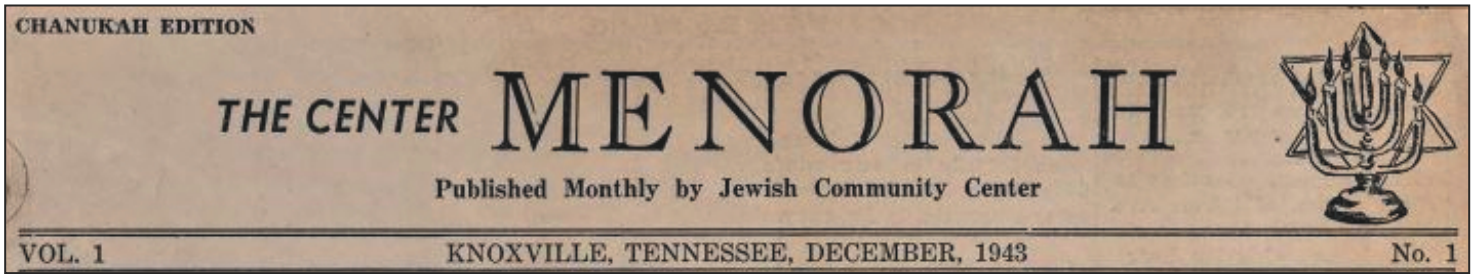 CHANUKAH EDITION
THE CENTER MENORAH
Published Monthly by Jewish Community Center
VOL. 1 KNOXVILLE, TENNESSEE, DECEMBER, 1943 No. 1